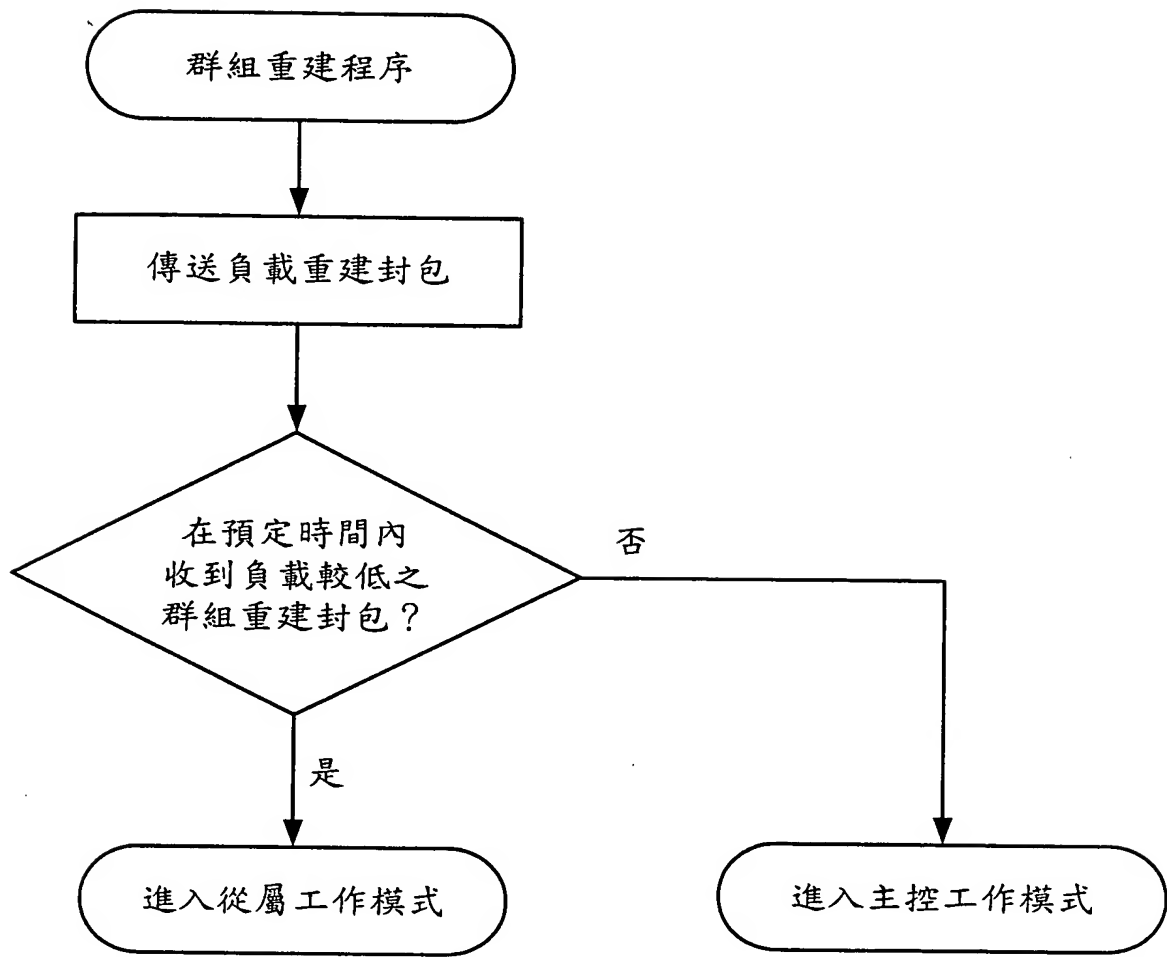 群組重建程序
傳送負載重建封包
在預定時間內
收到負載較低之
群組重建封包？
否
是
進入從屬工作模式
進入主控工作模式